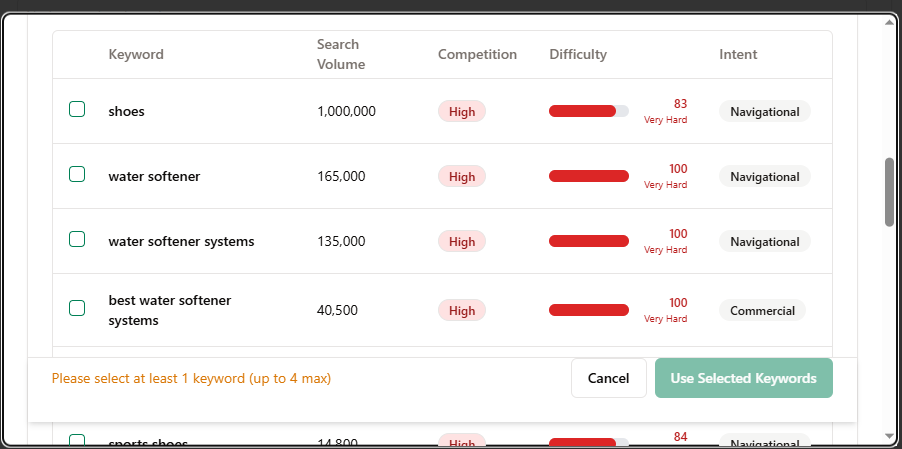 Keyword Search Volume Competition Difficulty Intent
shoes 1,000,000 High 83 Very Hard Navigational
water softener 165,000 High 100 Very Hard Navigational
water softener systems 135,000 High 100 Very Hard Navigational
best water softener systems 40,500 High 100 Very Hard Commercial
Please select at least 1 keyword (up to 4 max) Cancel Use Selected Keywords
sports shoes 14,800 High 84 Navigational